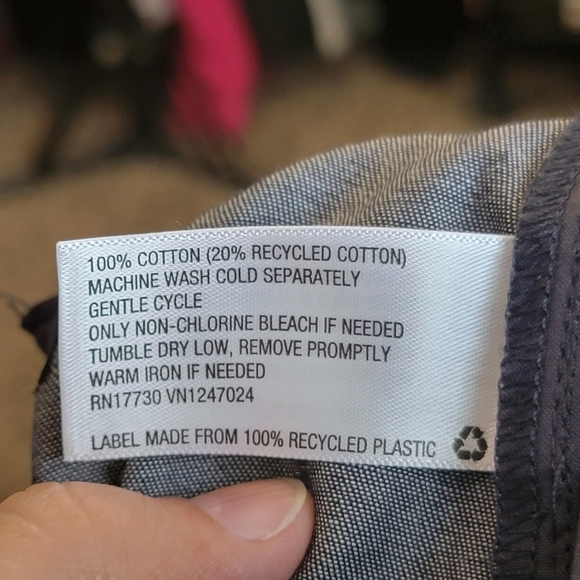 100% COTTON (20% RECYCLED COTTON)
MACHINE WASH COLD SEPARATELY
GENTLE CYCLE
ONLY NON-CHLORINE BLEACH IF NEEDED
TUMBLE DRY LOW, REMOVE PROMPTLY
WARM IRON IF NEEDED
RN17730 VN1247024
LABEL MADE FROM 100% RECYCLED PLASTIC